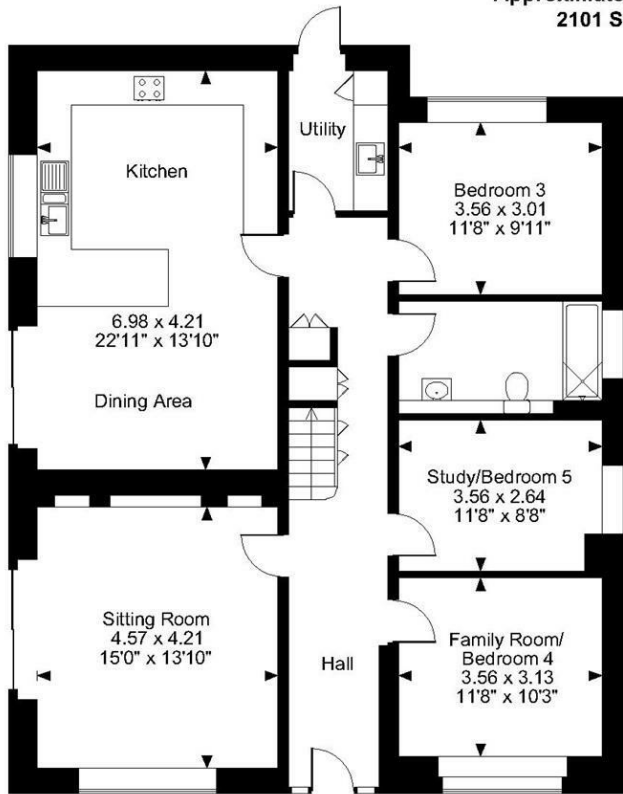 2101 S
Utility
Kitchen
Bedroom 3
3.56 x 3.01
11'8" x 9'11"
6.98 x 4.21
22'11" x 13'10"
Dining Area
Study/Bedroom 5
3.56 x 2.64
11'8" x 8'8"
Sitting Room
4.57 x 4.21
15'0" x 13'10"
Hall
Family Room/
Bedroom 4
3.56 x 3.13
11'8" x 10'3"